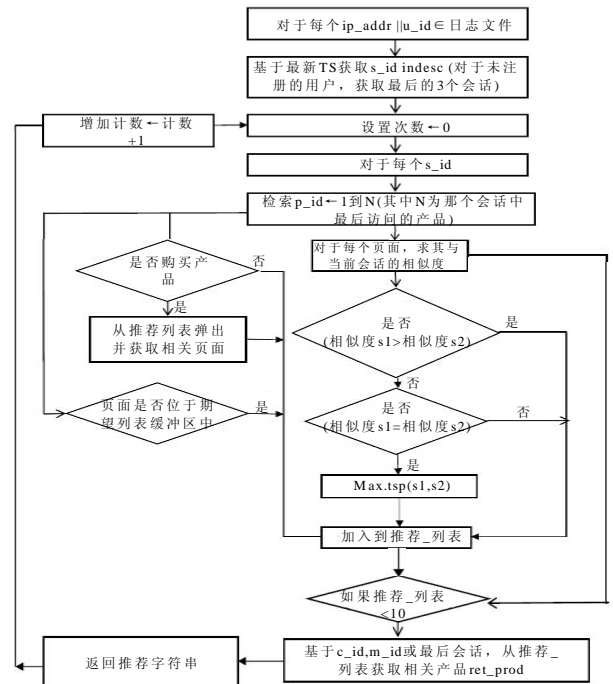 对于每个ip_addr ||u_id∈日志文件
基于最新TS获取s_id indesc (对于未注
册的用户，获取最后的3个会话)
增加计数←计数
+1
设置次数←0
对于每个s_id
检索p_id←1到N(其中N为那个会话中
最后访问的产品)
对于每个页面，求其与
当前会话的相似度
是否购买产
品
否
是
从推荐列表弹出
并获取相关页面
是否
(相似度s1>相似度s2)
是
否
页面是否位于期
望列表缓冲区中
是
是否
(相似度s1=相似度s2)
否
是
Max.tsp(s1,s2)
加入到推荐_列表
如果推荐_列表
<10
基于c_id,m_id或最后会话，从推荐_
列表获取相关产品ret_prod
返回推荐字符串